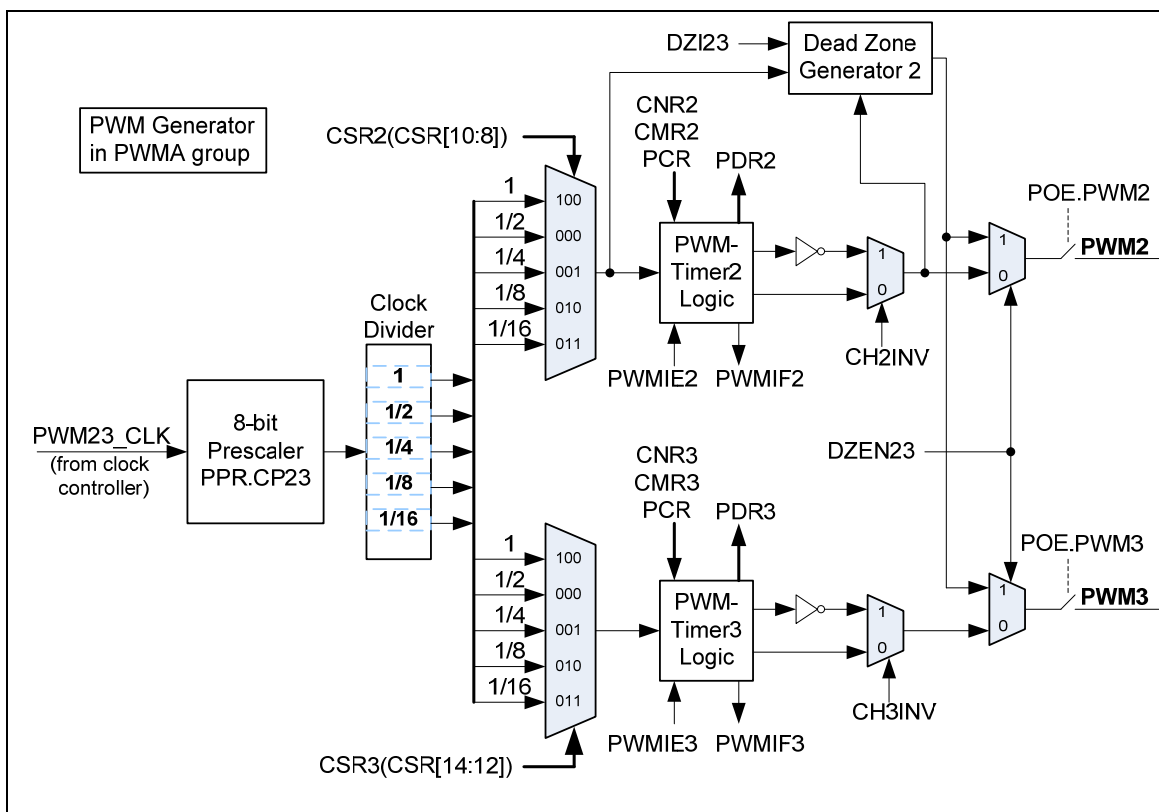 PWM Generator
in PWMA group
DZI23
Dead Zone
Generator 2
CSR2(CSR[10:8])
CNR2
CMR2
PCR
PDR2
1
1/2
1/4
1/8
1/16
100
000
001
010
011
PWM-
Timer2
Logic
1
0
CH2INV
PWMIE2
PWMIF2
1
0
POE.PWM2
PWM2
Clock
Divider
1
1/2
1/4
1/8
1/16
PWM23_CLK
(from clock
controller)
8-bit
Prescaler
PPR.CP23
DZEN23
CNR3
CMR3
PCR
PDR3
1
1/2
1/4
1/8
1/16
100
000
001
010
011
PWM-
Timer3
Logic
1
0
CH3INV
PWMIE3
PWMIF3
1
0
POE.PWM3
PWM3
CSR3(CSR[14:12])